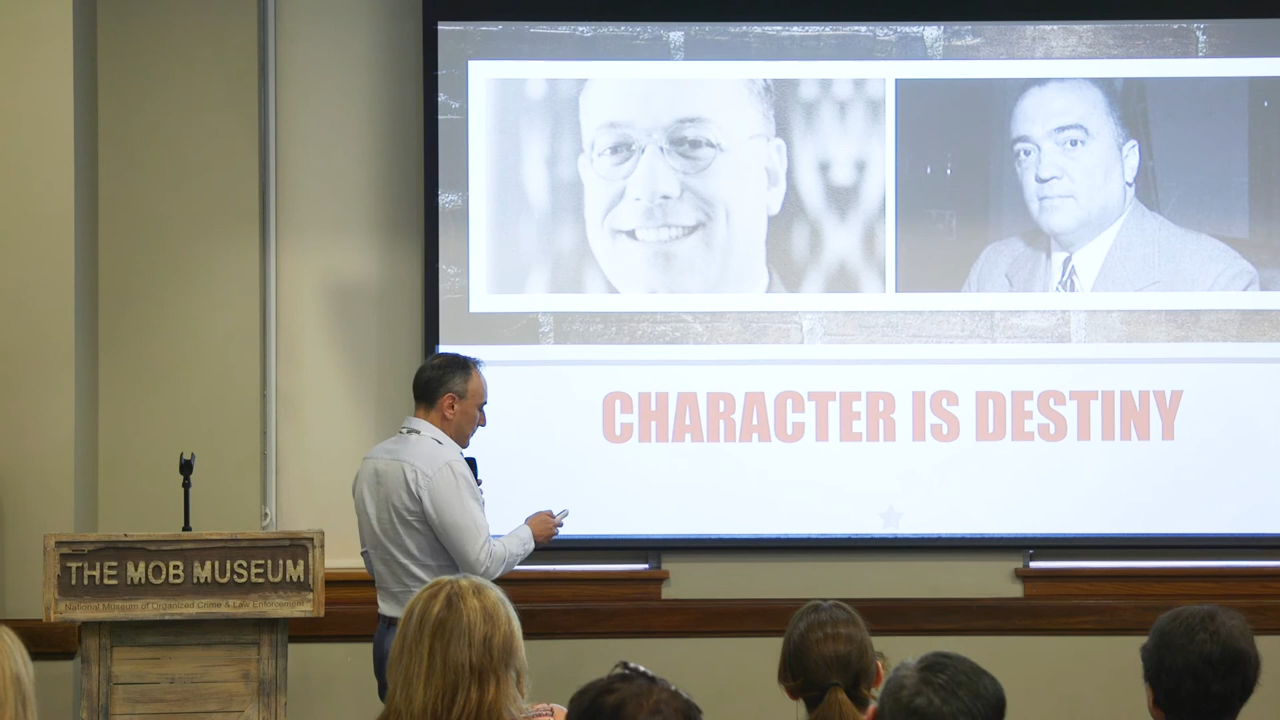 CHARACTER IS DESTINY
THE MOB MUSEUM
National Museum of Organized Crime & Law Enforcement